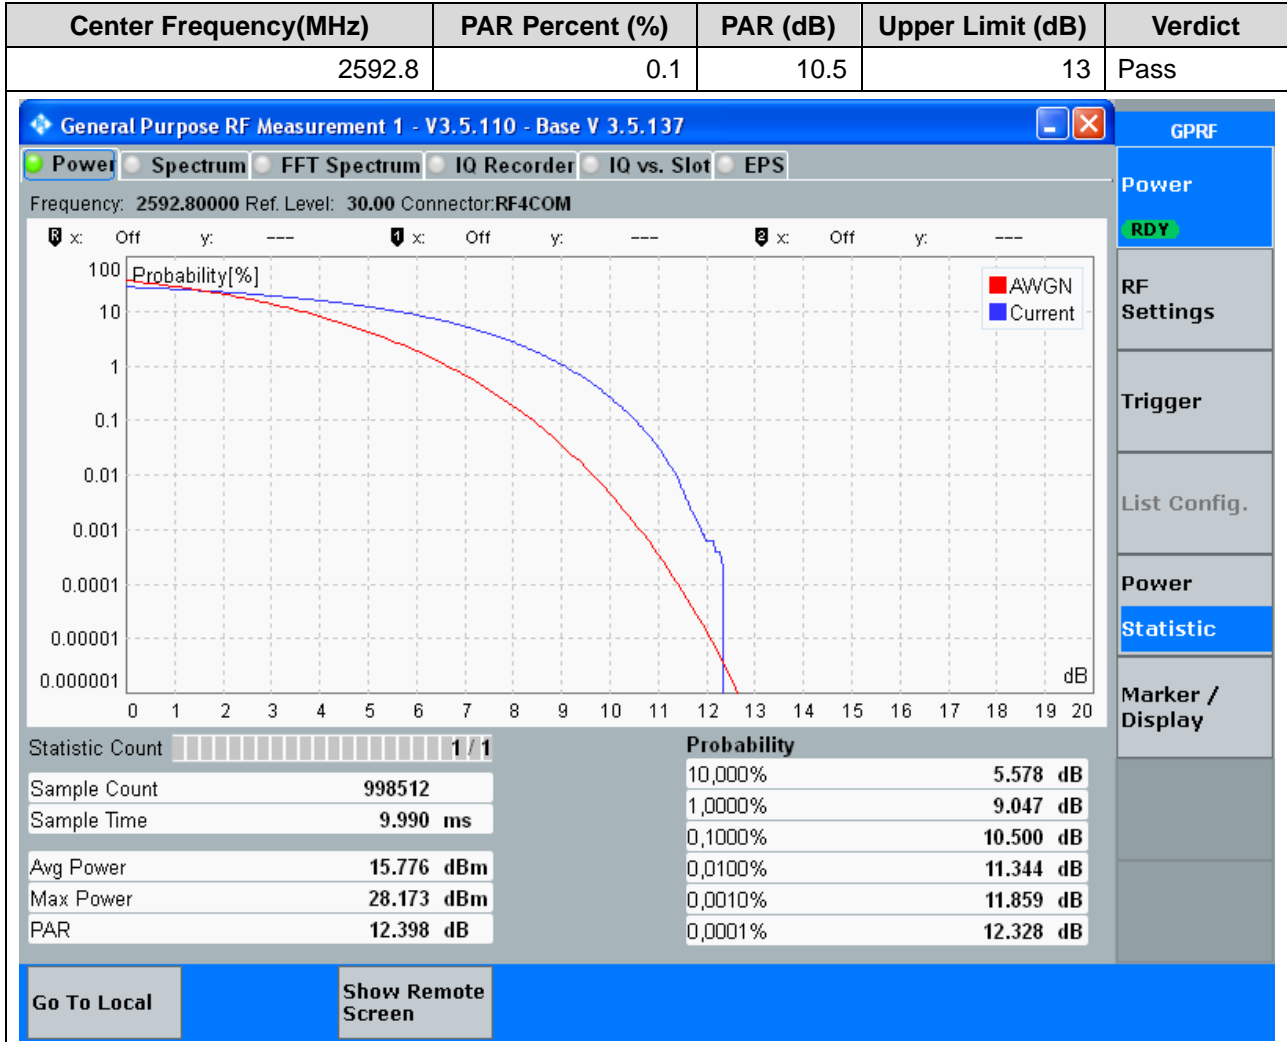 Center Frequency(MHz) PAR Percent (%) PAR (dB) Upper Limit (dB) Verdict
2592.8 0.1 10.5 13 Pass
General Purpose RF Measurement 1 - V3.5.110 - Base V 3.5.137
GPRF
Power Spectrum FFT Spectrum IQ Recorder IQ vs. Slot EPS
Power
RDY
Frequency: 2592.80000 Ref. Level: 30.00 Connector:RF4COM
R x: Off y: --- 1 x: Off y: --- 2 x: Off y: ---
Probability[%]
AWGN
Current
100
10
1
0.1
0.01
0.001
0.0001
0.00001
0.000001
dB
0 1 2 3 4 5 6 7 8 9 10 11 12 13 14 15 16 17 18 19 20
RF
Settings
Trigger
List Config.
Power
Statistic
Marker /
Display
Statistic Count 1 / 1
Sample Count 998512
Sample Time 9.990 ms
Avg Power 15.776 dBm
Max Power 28.173 dBm
PAR 12.398 dB
Probability
10,000% 5.578 dB
1,0000% 9.047 dB
0,1000% 10.500 dB
0,0100% 11.344 dB
0,0010% 11.859 dB
0,0001% 12.328 dB
Go To Local
Show Remote
Screen